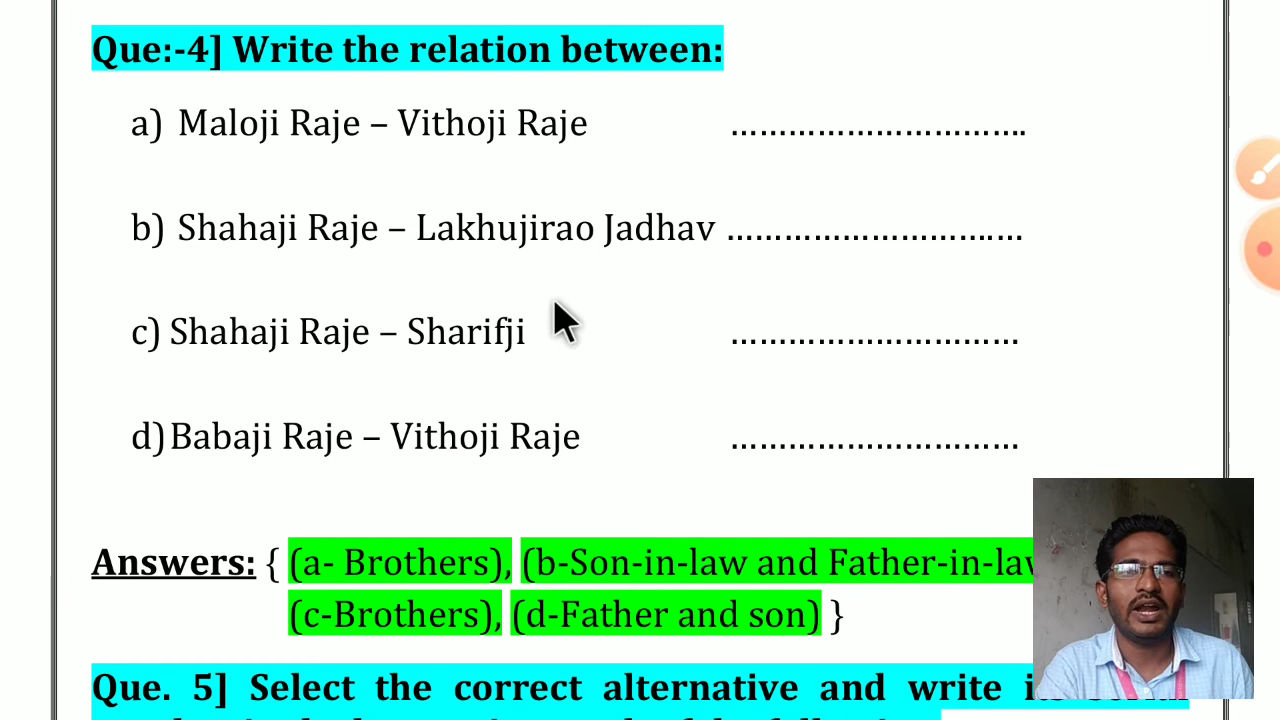 Que:-4] Write the relation between:
a) Maloji Raje – Vithoji Raje ………………………….
b) Shahaji Raje – Lakhujirao Jadhav ……………………….…
c) Shahaji Raje – Sharifji …………………………
d) Babaji Raje – Vithoji Raje …………………………
Answers: { (a- Brothers), (b-Son-in-law and Father-in-law
(c-Brothers), (d-Father and son) }
Que. 5] Select the correct alternative and write